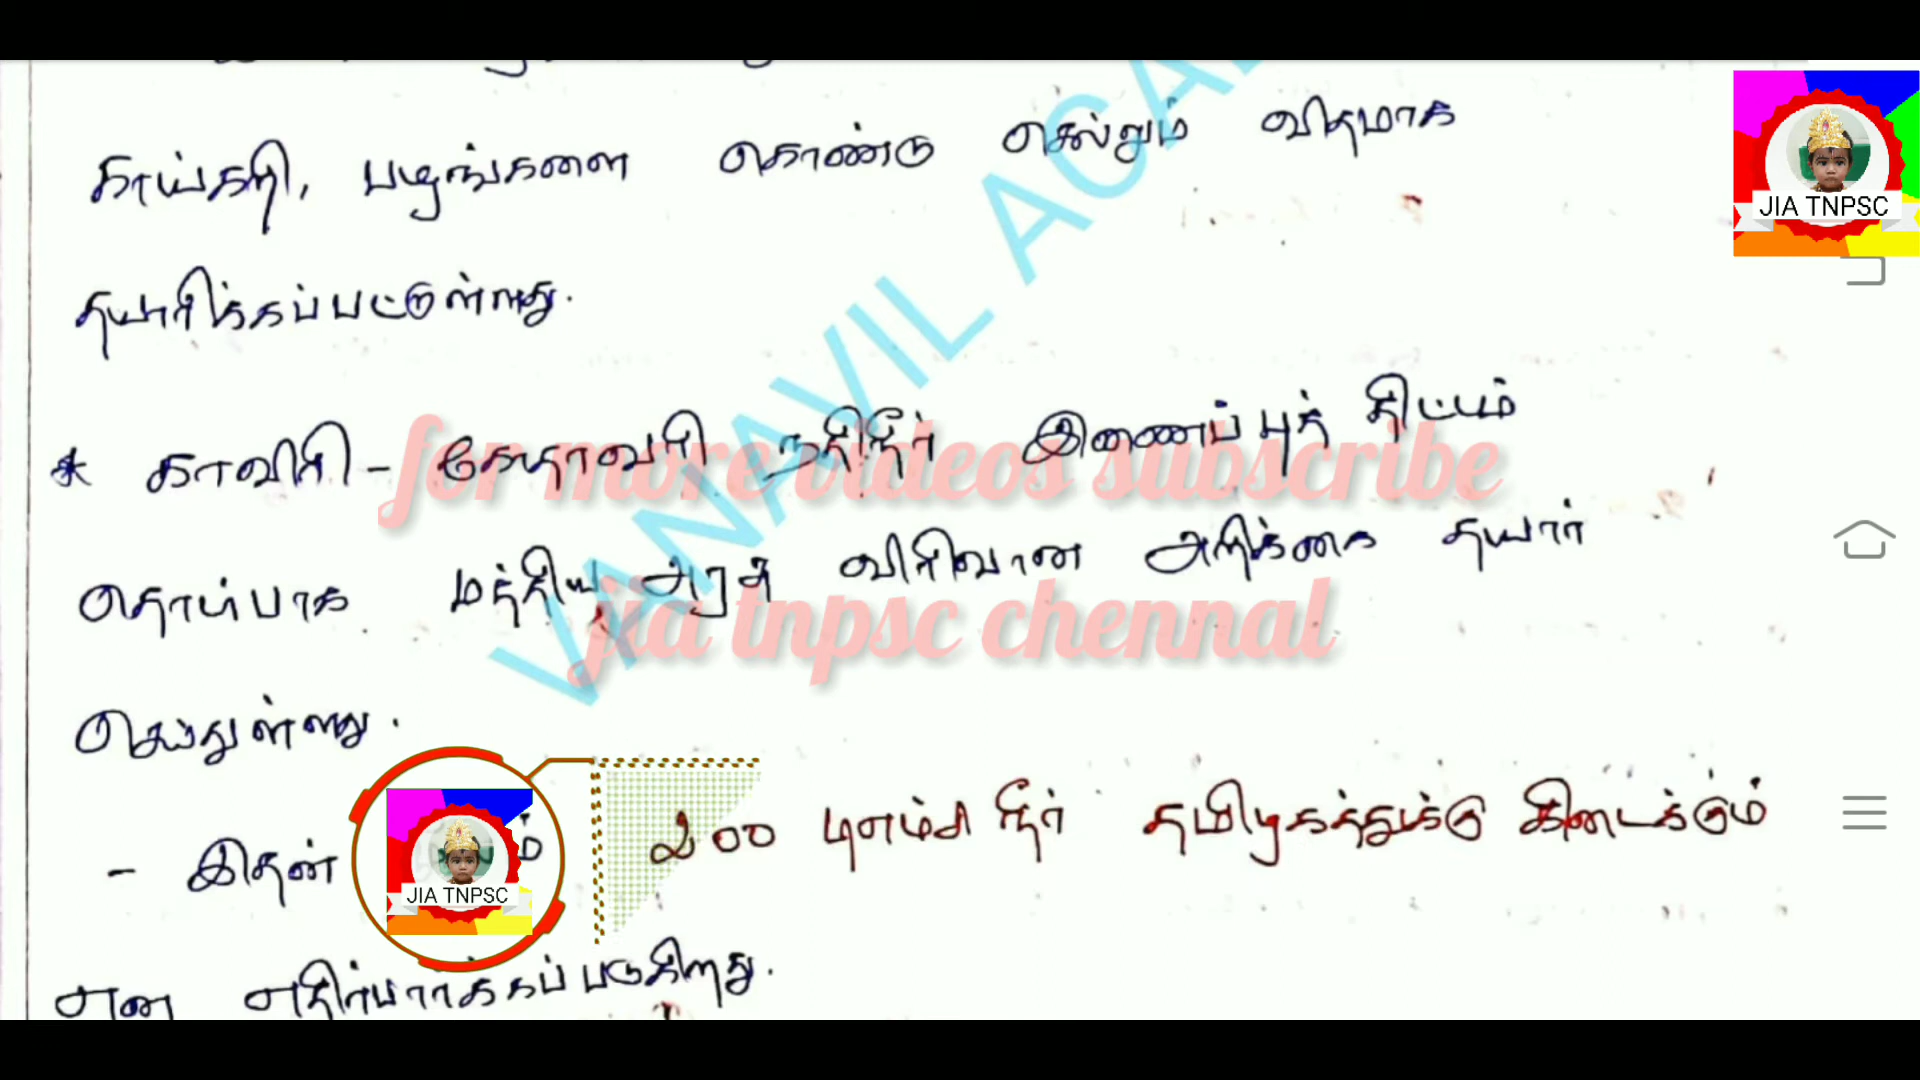 காய்கறி, பழங்களை கொண்டு செல்லும் விதமாக
தயாரிக்கப்பட்டுள்ளது.
* காவிரி - கோதாவரி நதிநீர் இணைப்புத் திட்டம்
தொடர்பாக மத்திய அரசு விரிவான அறிக்கை தயார்
செய்துள்ளது.
- இதன் 200 டிஎம்சி நீர் தமிழகத்துக்கு கிடைக்கும்
என எதிர்பார்க்கப்படுகிறது.
VANAVIL
for more videos subscribe
jia tnpsc chennal
JIA TNPSC
JIA TNPSC